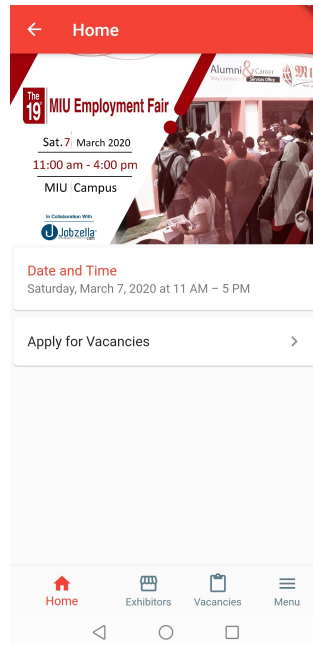 Home
Alumni & Career
Services Office
The
19th
MIU Employment Fair
Sat. 7 March 2020
11:00 am - 4:00 pm
MIU Campus
In Collaboration With
Jobzella
.com
Date and Time
Saturday, March 7, 2020 at 11 AM – 5 PM
Apply for Vacancies
Home
Exhibitors
Vacancies
Menu